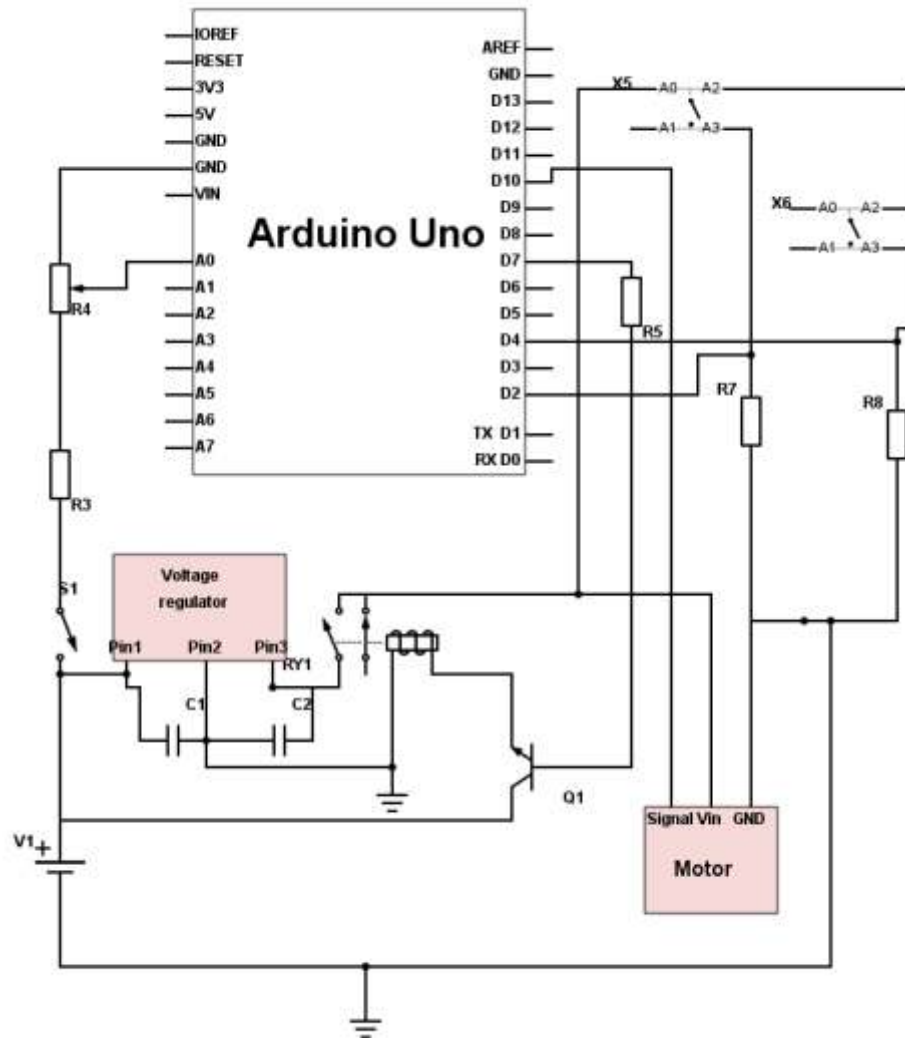 IOREF
RESET
3V3
5V
GND
GND
VIN
A0
A1
A2
A3
A4
A5
A6
A7
Arduino Uno
AREF
GND
D13
D12
D11
D10
D9
D8
D7
D6
D5
D4
D3
D2
TX D1
RX D0
X5 A0 A2
A1 A3
X6 A0 A2
A1 A3
R4
R5
R7
R8
R3
S1
Voltage
regulator
Pin1 Pin2 Pin3
RY1
C1 C2
Q1
V1 +
Signal Vin GND
Motor